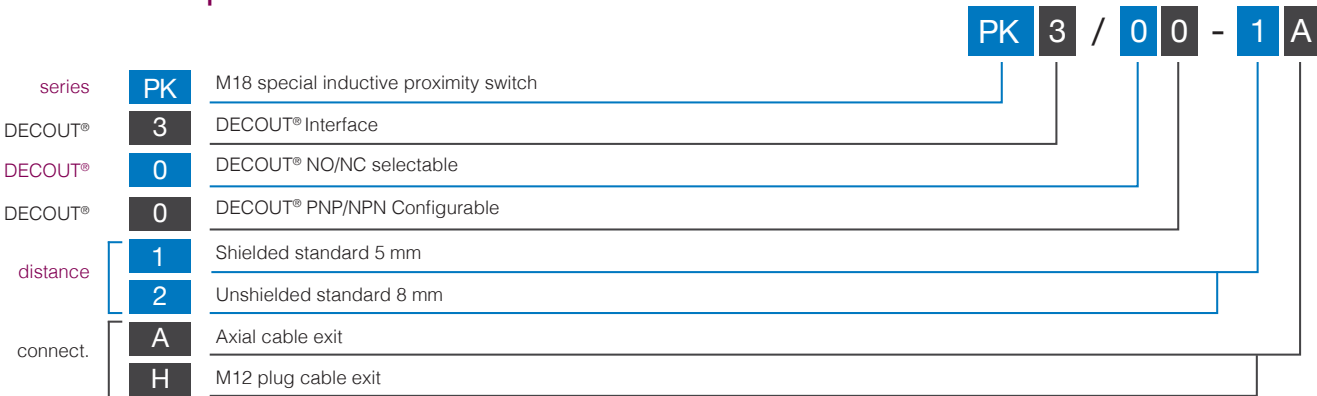 PK 3 / 0 0 - 1 A
series PK M18 special inductive proximity switch
DECOUT® 3 DECOUT® Interface
DECOUT® 0 DECOUT® NO/NC selectable
DECOUT® 0 DECOUT® PNP/NPN Configurable
distance
1 Shielded standard 5 mm
2 Unshielded standard 8 mm
connect.
A Axial cable exit
H M12 plug cable exit